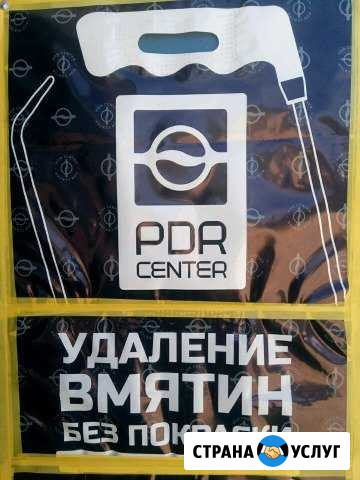 PDR
CENTER
УДАЛЕНИЕ
ВМЯТИН
БЕЗ ПОКРАСКИ
СТРАНА УСЛУГ